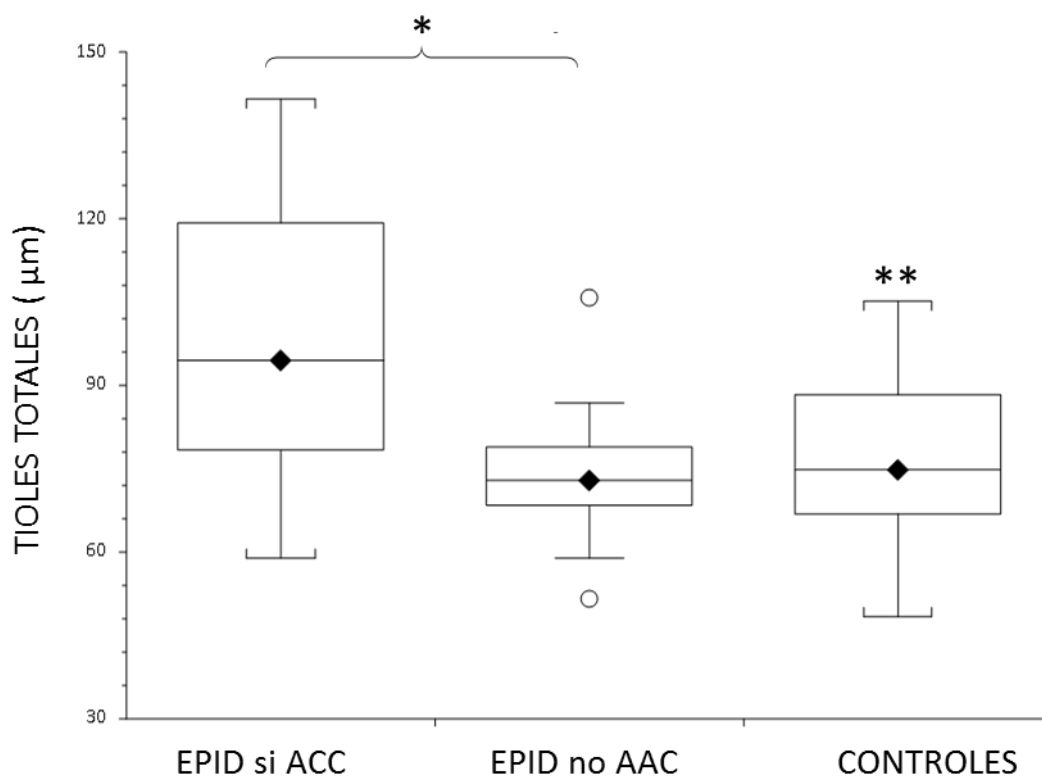 *
150
120
**
90
60
30
TIOLES TOTALES ( µm)
EPID si ACC
EPID no AAC
CONTROLES